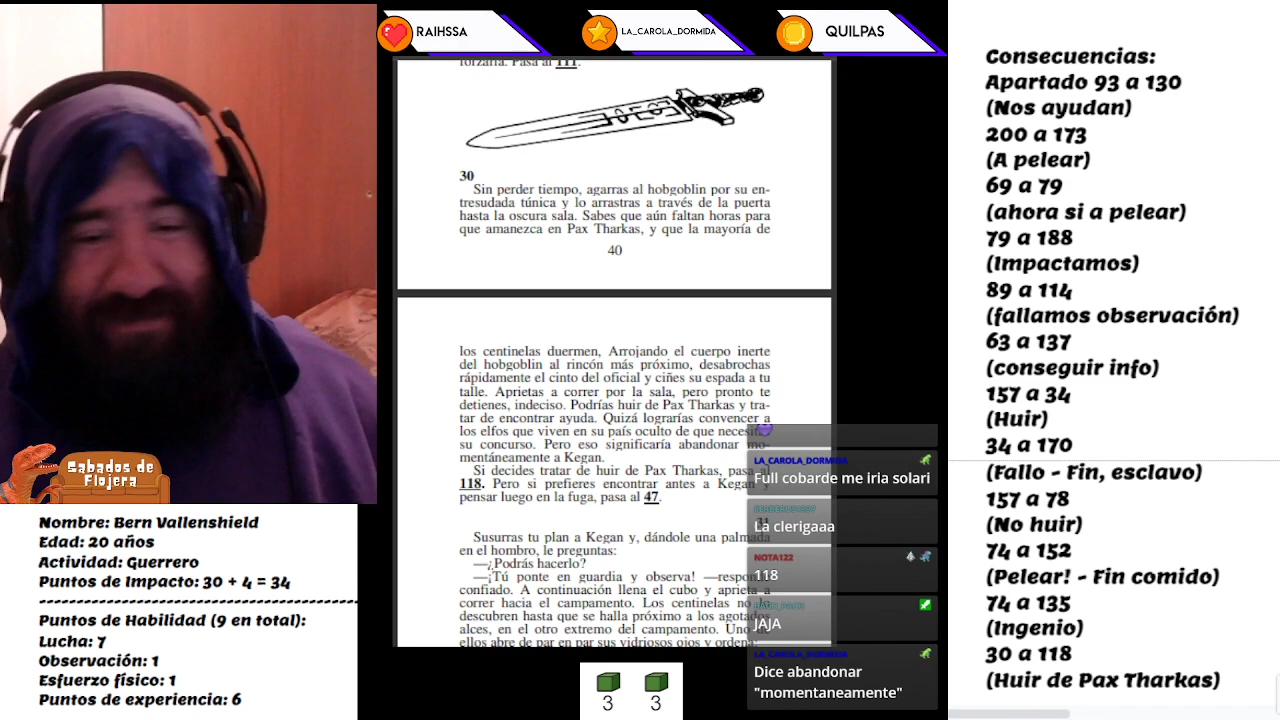 RAIHSSA
LA_CAROLA_DORMIDA
QUILPAS
forzarla. Pasa al 111.
30
Sin perder tiempo, agarras al hobgoblin por su en-
tresudada túnica y lo arrastras a través de la puerta
hasta la oscura sala. Sabes que aún faltan horas para
que amanezca en Pax Tharkas, y que la mayoría de
40
los centinelas duermen, Arrojando el cuerpo inerte
del hobgoblin al rincón más próximo, desabrochas
rápidamente el cinto del oficial y ciñes su espada a tu
talle. Aprietas a correr por la sala, pero pronto te
detienes, indeciso. Podrías huir de Pax Tharkas y tra-
tar de encontrar ayuda. Quizá lograrías convencer a
los elfos que viven en su país oculto de que necesitas
su concurso. Pero eso significaría abandonar mo-
mentáneamente a Kegan.
Si decides tratar de huir de Pax Tharkas, pasa al
118. Pero si prefieres encontrar antes a Kegan y
pensar luego en la fuga, pasa al 47.
31
Susurras tu plan a Kegan y, dándole una palmada
en el hombro, le preguntas:
—¿Podrás hacerlo?
—¡Tú ponte en guardia y observa! —responde
confiado. A continuación llena el cubo y aprieta a
correr hacia el campamento. Los centinelas no lo
descubren hasta que se halla próximo a los agotados
alces, en el otro extremo del campamento. Uno de
ellos abre de par en par sus vidriosos ojos y ordena:
LA_CAROLA_DORMIDA
Full cobarde me iria solari
La clerigaaa
NOTA122
118
JAJA
LA_CAROLA_DORMIDA
Dice abandonar
"momentaneamente"
3 3
Sabados de
Flojera
Nombre: Bern Vallenshield
Edad: 20 años
Actividad: Guerrero
Puntos de Impacto: 30 + 4 = 34
Puntos de Habilidad (9 en total):
Lucha: 7
Observación: 1
Esfuerzo físico: 1
Puntos de experiencia: 6
Consecuencias:
Apartado 93 a 130
(Nos ayudan)
200 a 173
(A pelear)
69 a 79
(ahora si a pelear)
79 a 188
(Impactamos)
89 a 114
(fallamos observación)
63 a 137
(conseguir info)
157 a 34
(Huir)
34 a 170
(Fallo - Fin, esclavo)
157 a 78
(No huir)
74 a 152
(Pelear! - Fin comido)
74 a 135
(Ingenio)
30 a 118
(Huir de Pax Tharkas)